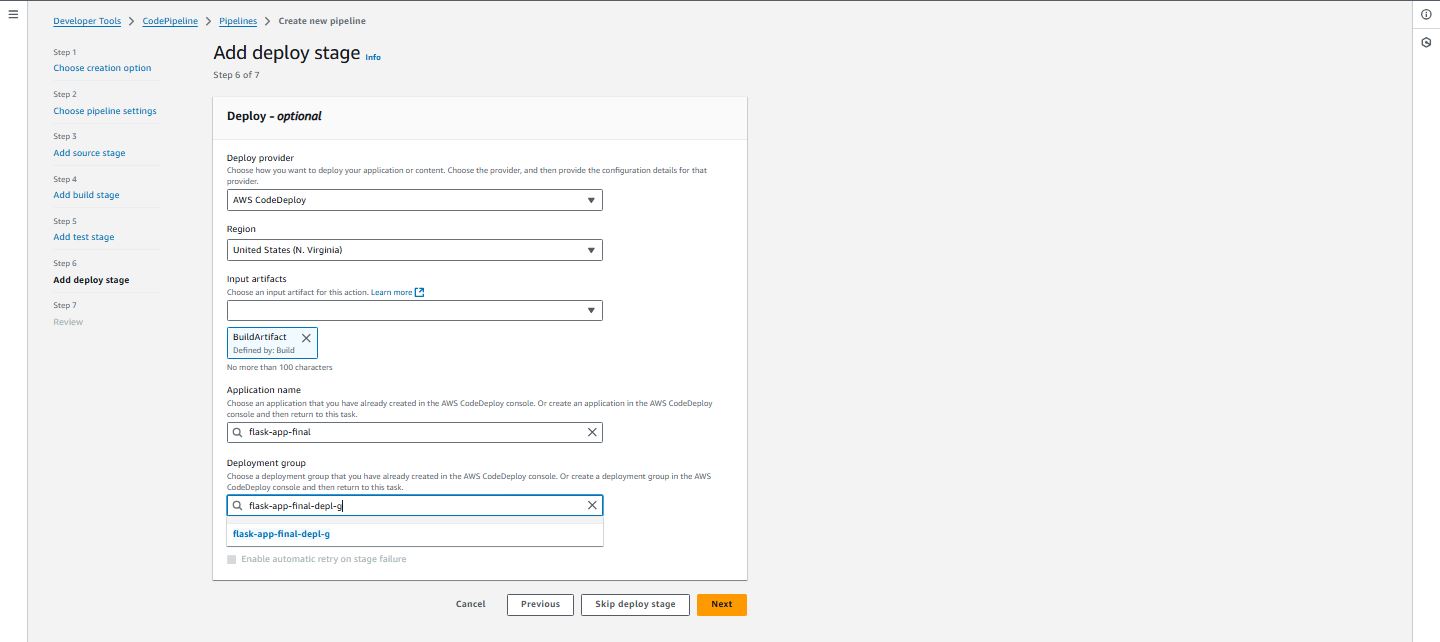 Developer Tools > CodePipeline > Pipelines > Create new pipeline
Step 1
Choose creation option
Step 2
Choose pipeline settings
Step 3
Add source stage
Step 4
Add build stage
Step 5
Add test stage
Step 6
Add deploy stage
Step 7
Review
Add deploy stage Info
Step 6 of 7
Deploy - optional
Deploy provider
Choose how you want to deploy your application or content. Choose the provider, and then provide the configuration details for that
provider.
AWS CodeDeploy
Region
United States (N. Virginia)
Input artifacts
Choose an input artifact for this action. Learn more
BuildArtifact
Defined by: Build
No more than 100 characters
Application name
Choose an application that you have already created in the AWS CodeDeploy console. Or create an application in the AWS CodeDeploy
console and then return to this task.
flask-app-final
Deployment group
Choose a deployment group that you have already created in the AWS CodeDeploy console. Or create a deployment group in the AWS
CodeDeploy console and then return to this task.
flask-app-final-depl-g
flask-app-final-depl-g
Enable automatic retry on stage failure
Cancel Previous Skip deploy stage Next